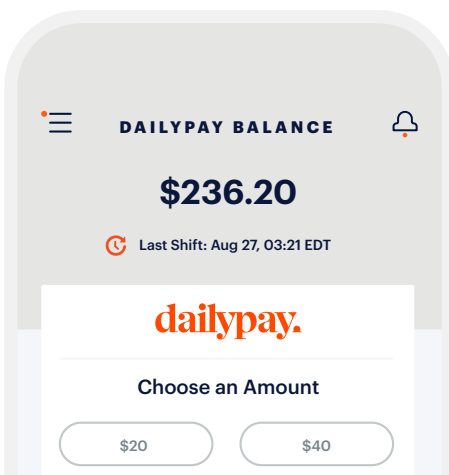 DAILYPAY BALANCE
$236.20
Last Shift: Aug 27, 03:21 EDT
dailypay.
Choose an Amount
$20 $40